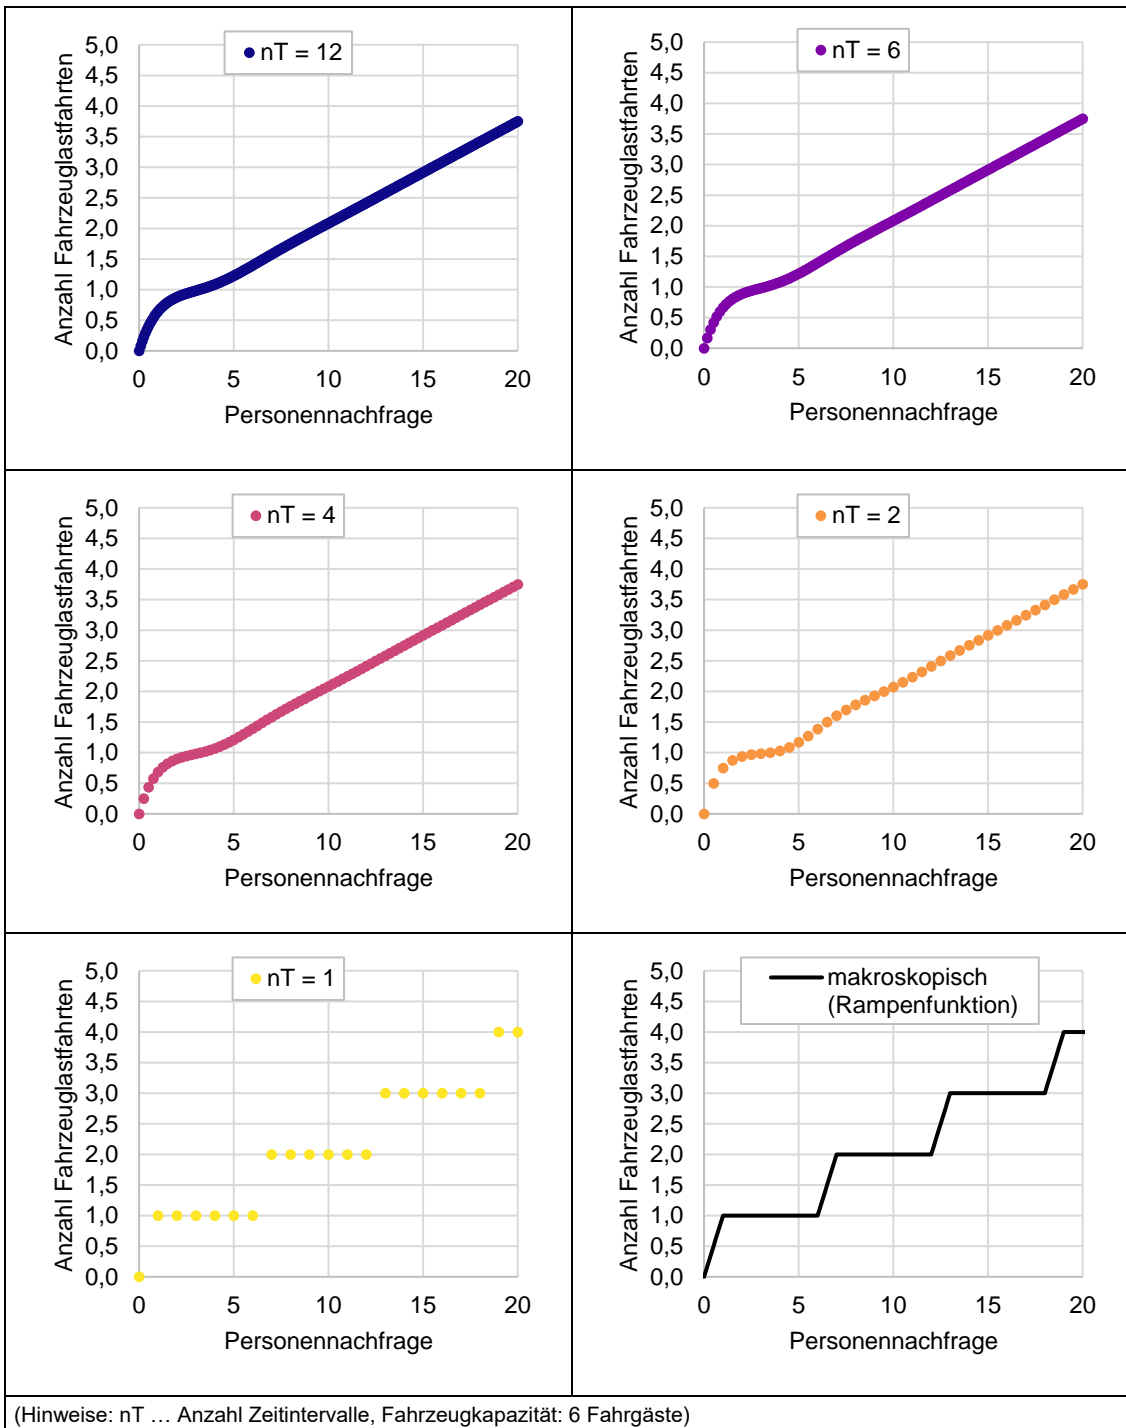 nT = 12
Anzahl Fahrzeuglastfahrten
5,0
4,5
4,0
3,5
3,0
2,5
2,0
1,5
1,0
0,5
0,0
0 5 10 15 20
Personennachfrage
nT = 6
Anzahl Fahrzeuglastfahrten
5,0
4,5
4,0
3,5
3,0
2,5
2,0
1,5
1,0
0,5
0,0
0 5 10 15 20
Personennachfrage
nT = 4
Anzahl Fahrzeuglastfahrten
5,0
4,5
4,0
3,5
3,0
2,5
2,0
1,5
1,0
0,5
0,0
0 5 10 15 20
Personennachfrage
nT = 2
Anzahl Fahrzeuglastfahrten
5,0
4,5
4,0
3,5
3,0
2,5
2,0
1,5
1,0
0,5
0,0
0 5 10 15 20
Personennachfrage
nT = 1
Anzahl Fahrzeuglastfahrten
5,0
4,5
4,0
3,5
3,0
2,5
2,0
1,5
1,0
0,5
0,0
0 5 10 15 20
Personennachfrage
makroskopisch
(Rampenfunktion)
Anzahl Fahrzeuglastfahrten
5,0
4,5
4,0
3,5
3,0
2,5
2,0
1,5
1,0
0,5
0,0
0 5 10 15 20
Personennachfrage
(Hinweise: nT … Anzahl Zeitintervalle, Fahrzeugkapazität: 6 Fahrgäste)